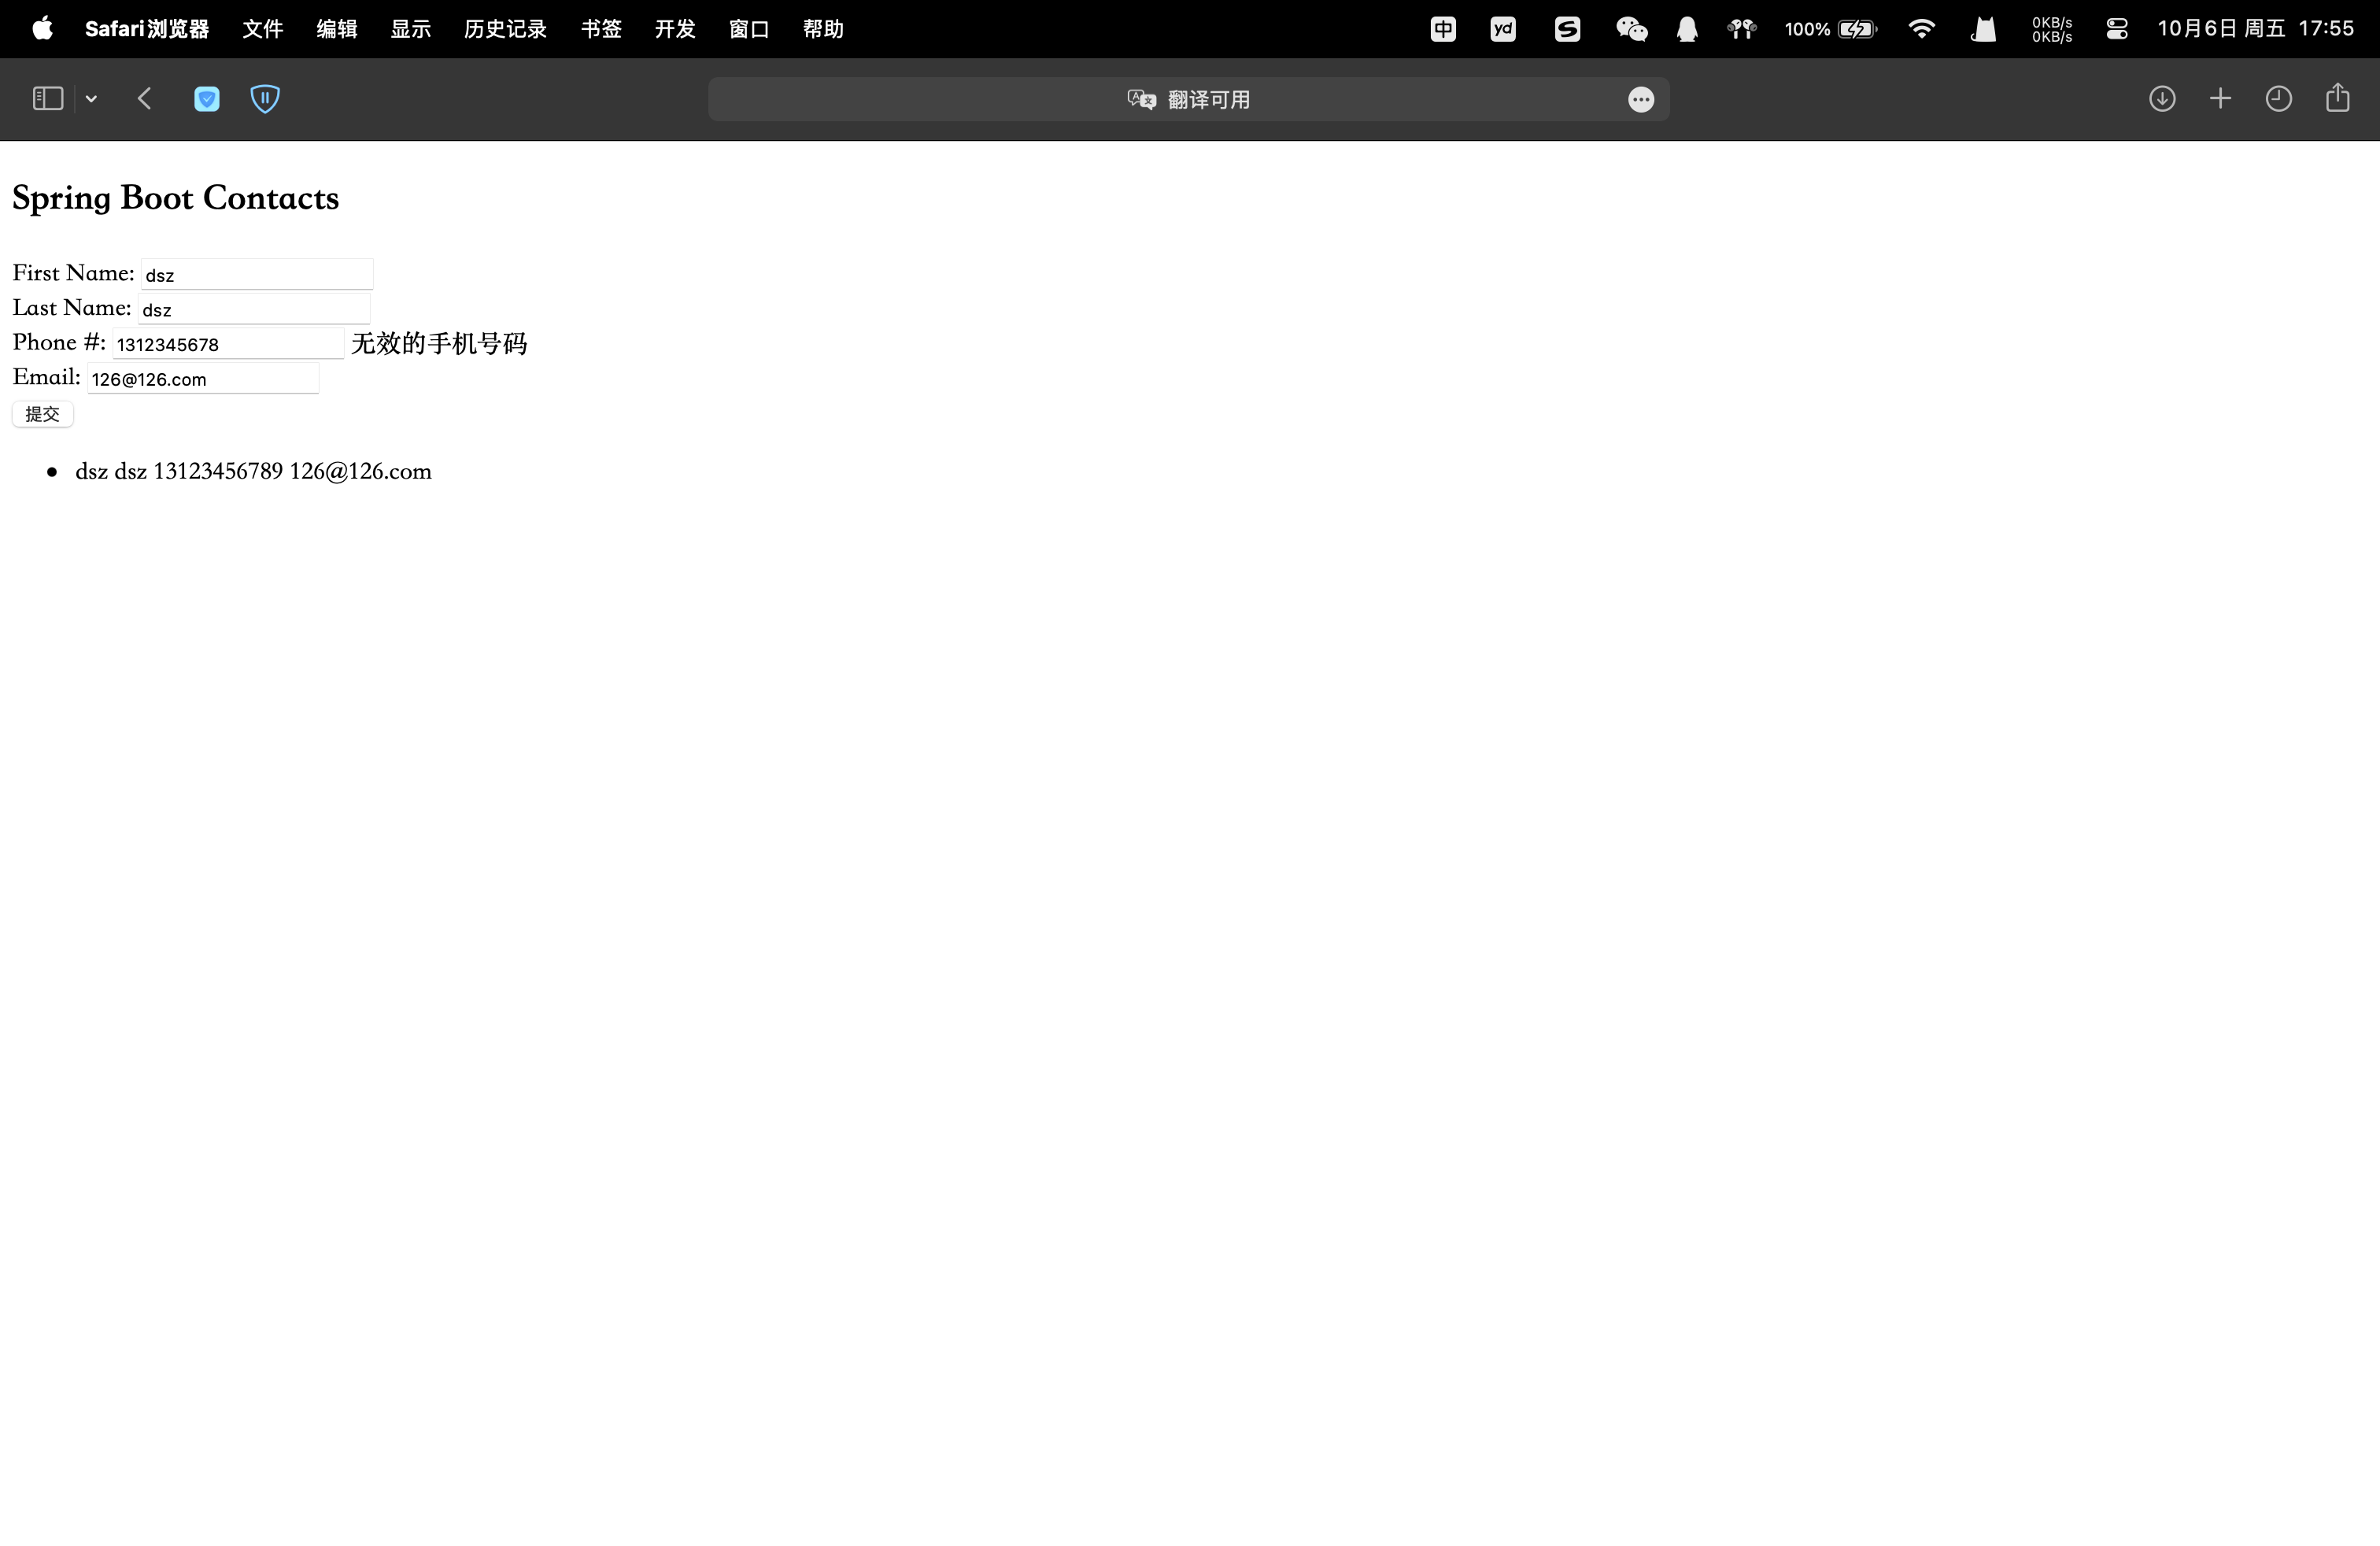 Safari浏览器 文件 编辑 显示 历史记录 书签 开发 窗口 帮助 中 yd S 100% 0KB/s 0KB/s 10月6日 周五 17:55
翻译可用
Spring Boot Contacts
First Name: dsz
Last Name: dsz
Phone #: 1312345678 无效的手机号码
Email: 126@126.com
提交
dsz dsz 13123456789 126@126.com